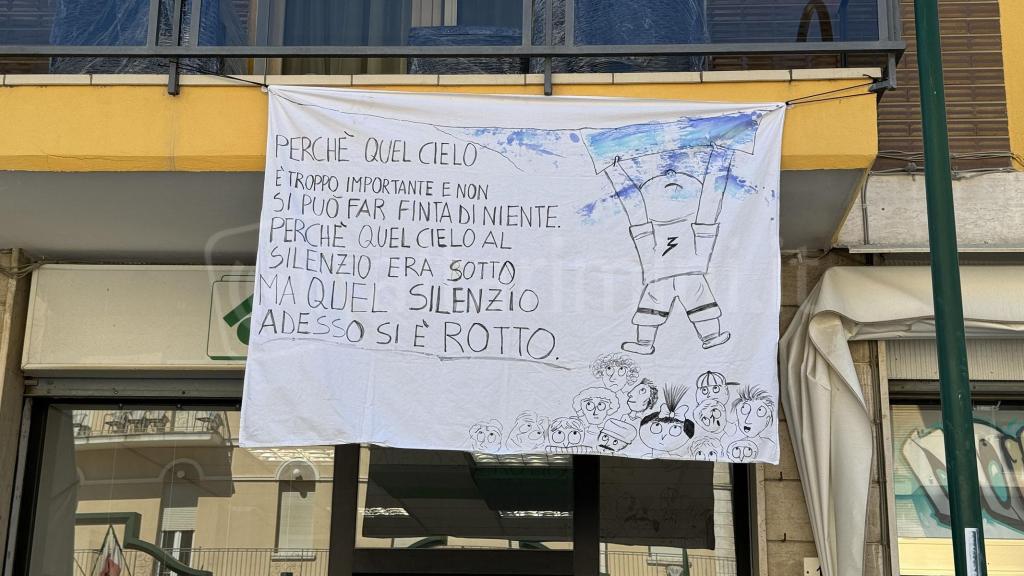 PERCHÈ QUEL CIELO
È TROPPO IMPORTANTE E NON
SI PUÒ FAR FINTA DI NIENTE.
PERCHÈ QUEL CIELO AL
SILENZIO ERA SOTTO
MA QUEL SILENZIO
ADESSO SI È ROTTO.